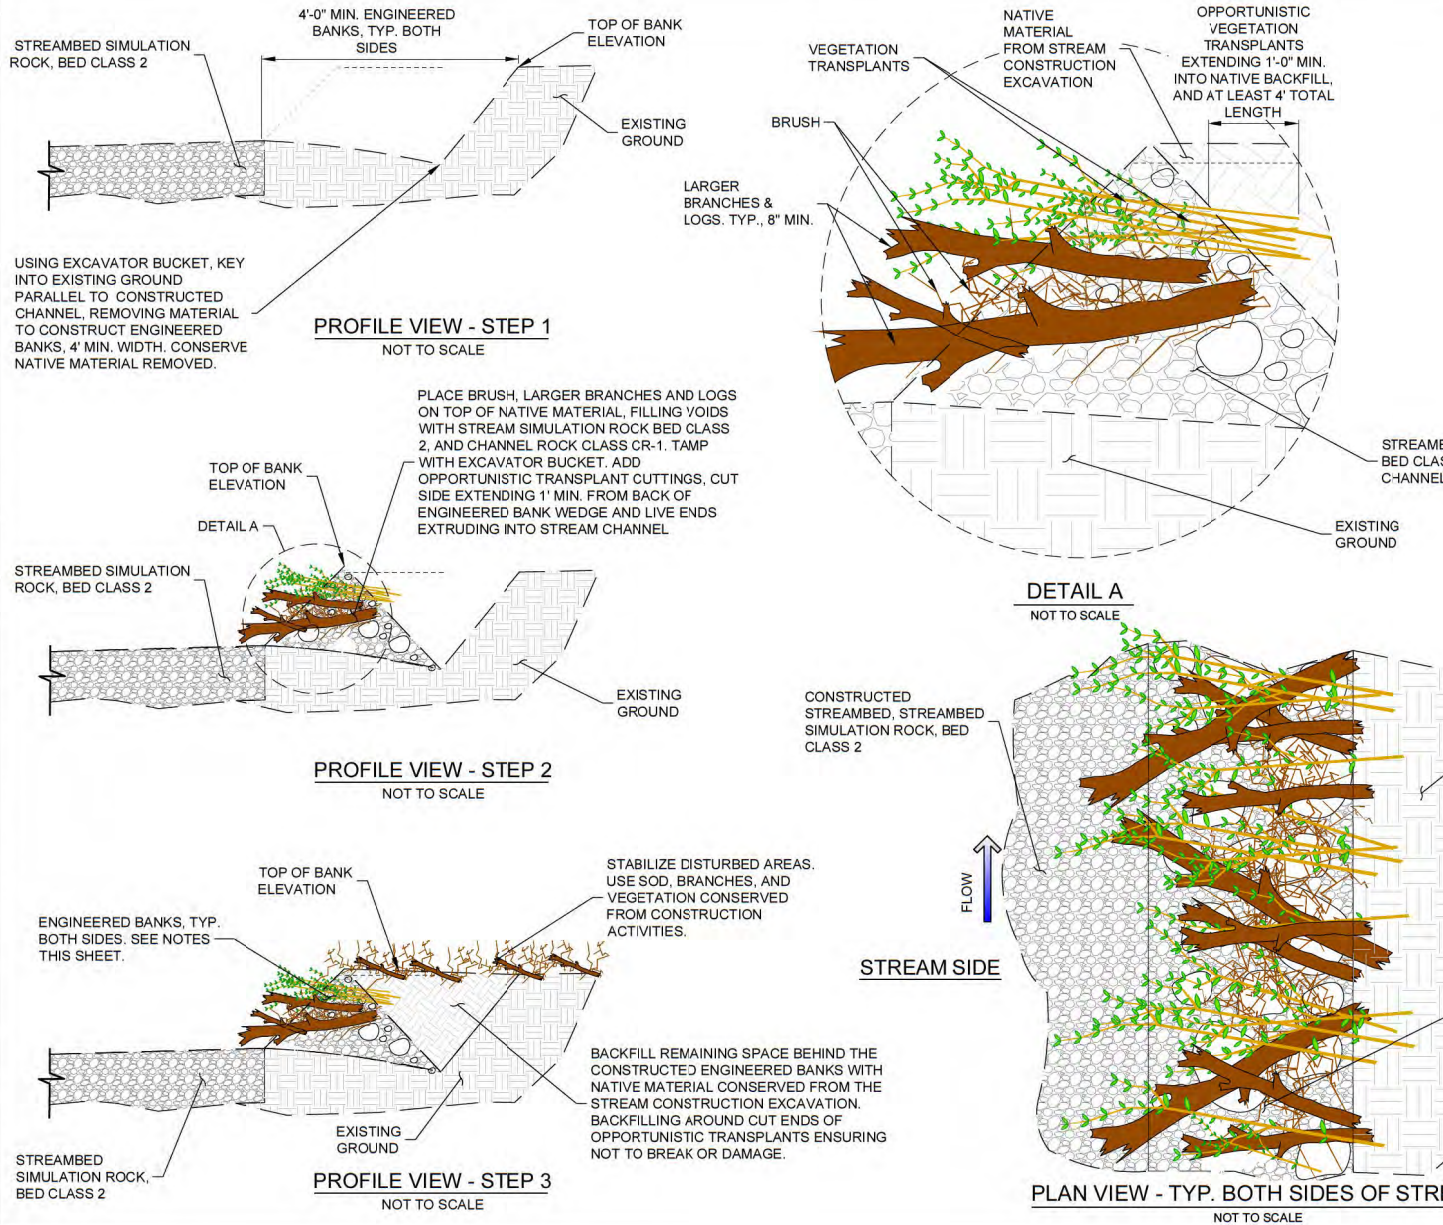 4'-0" MIN. ENGINEERED
BANKS, TYP. BOTH
SIDES
TOP OF BANK
ELEVATION
STREAMBED SIMULATION
ROCK, BED CLASS 2
EXISTING
GROUND
USING EXCAVATOR BUCKET, KEY
INTO EXISTING GROUND
PARALLEL TO CONSTRUCTED
CHANNEL, REMOVING MATERIAL
TO CONSTRUCT ENGINEERED
BANKS, 4' MIN. WIDTH. CONSERVE
NATIVE MATERIAL REMOVED.
PROFILE VIEW - STEP 1
NOT TO SCALE
PLACE BRUSH, LARGER BRANCHES AND LOGS
ON TOP OF NATIVE MATERIAL, FILLING VOIDS
WITH STREAM SIMULATION ROCK BED CLASS
2, AND CHANNEL ROCK CLASS CR-1. TAMP
WITH EXCAVATOR BUCKET. ADD
OPPORTUNISTIC TRANSPLANT CUTTINGS, CUT
SIDE EXTENDING 1' MIN. FROM BACK OF
ENGINEERED BANK WEDGE AND LIVE ENDS
EXTRUDING INTO STREAM CHANNEL
TOP OF BANK
ELEVATION
DETAIL A
STREAMBED SIMULATION
ROCK, BED CLASS 2
EXISTING
GROUND
PROFILE VIEW - STEP 2
NOT TO SCALE
TOP OF BANK
ELEVATION
STABILIZE DISTURBED AREAS.
USE SOD, BRANCHES, AND
VEGETATION CONSERVED
FROM CONSTRUCTION
ACTIVITIES.
ENGINEERED BANKS, TYP.
BOTH SIDES. SEE NOTES
THIS SHEET.
BACKFILL REMAINING SPACE BEHIND THE
CONSTRUCTED ENGINEERED BANKS WITH
NATIVE MATERIAL CONSERVED FROM THE
STREAM CONSTRUCTION EXCAVATION.
BACKFILLING AROUND CUT ENDS OF
OPPORTUNISTIC TRANSPLANTS ENSURING
NOT TO BREAK OR DAMAGE.
EXISTING
GROUND
STREAMBED
SIMULATION ROCK,
BED CLASS 2
PROFILE VIEW - STEP 3
NOT TO SCALE
NATIVE
MATERIAL
FROM STREAM
CONSTRUCTION
EXCAVATION
OPPORTUNISTIC
VEGETATION
TRANSPLANTS
EXTENDING 1'-0" MIN.
INTO NATIVE BACKFILL,
AND AT LEAST 4' TOTAL
LENGTH
VEGETATION
TRANSPLANTS
BRUSH
LARGER
BRANCHES &
LOGS. TYP., 8" MIN.
BED
CHANNEL
EXISTING
GROUND
DETAIL A
NOT TO SCALE
CONSTRUCTED
STREAMBED, STREAMBED
SIMULATION ROCK, BED
CLASS 2
FLOW
STREAM SIDE
PLAN VIEW - TYP. BOTH SIDES OF
NOT TO SCALE